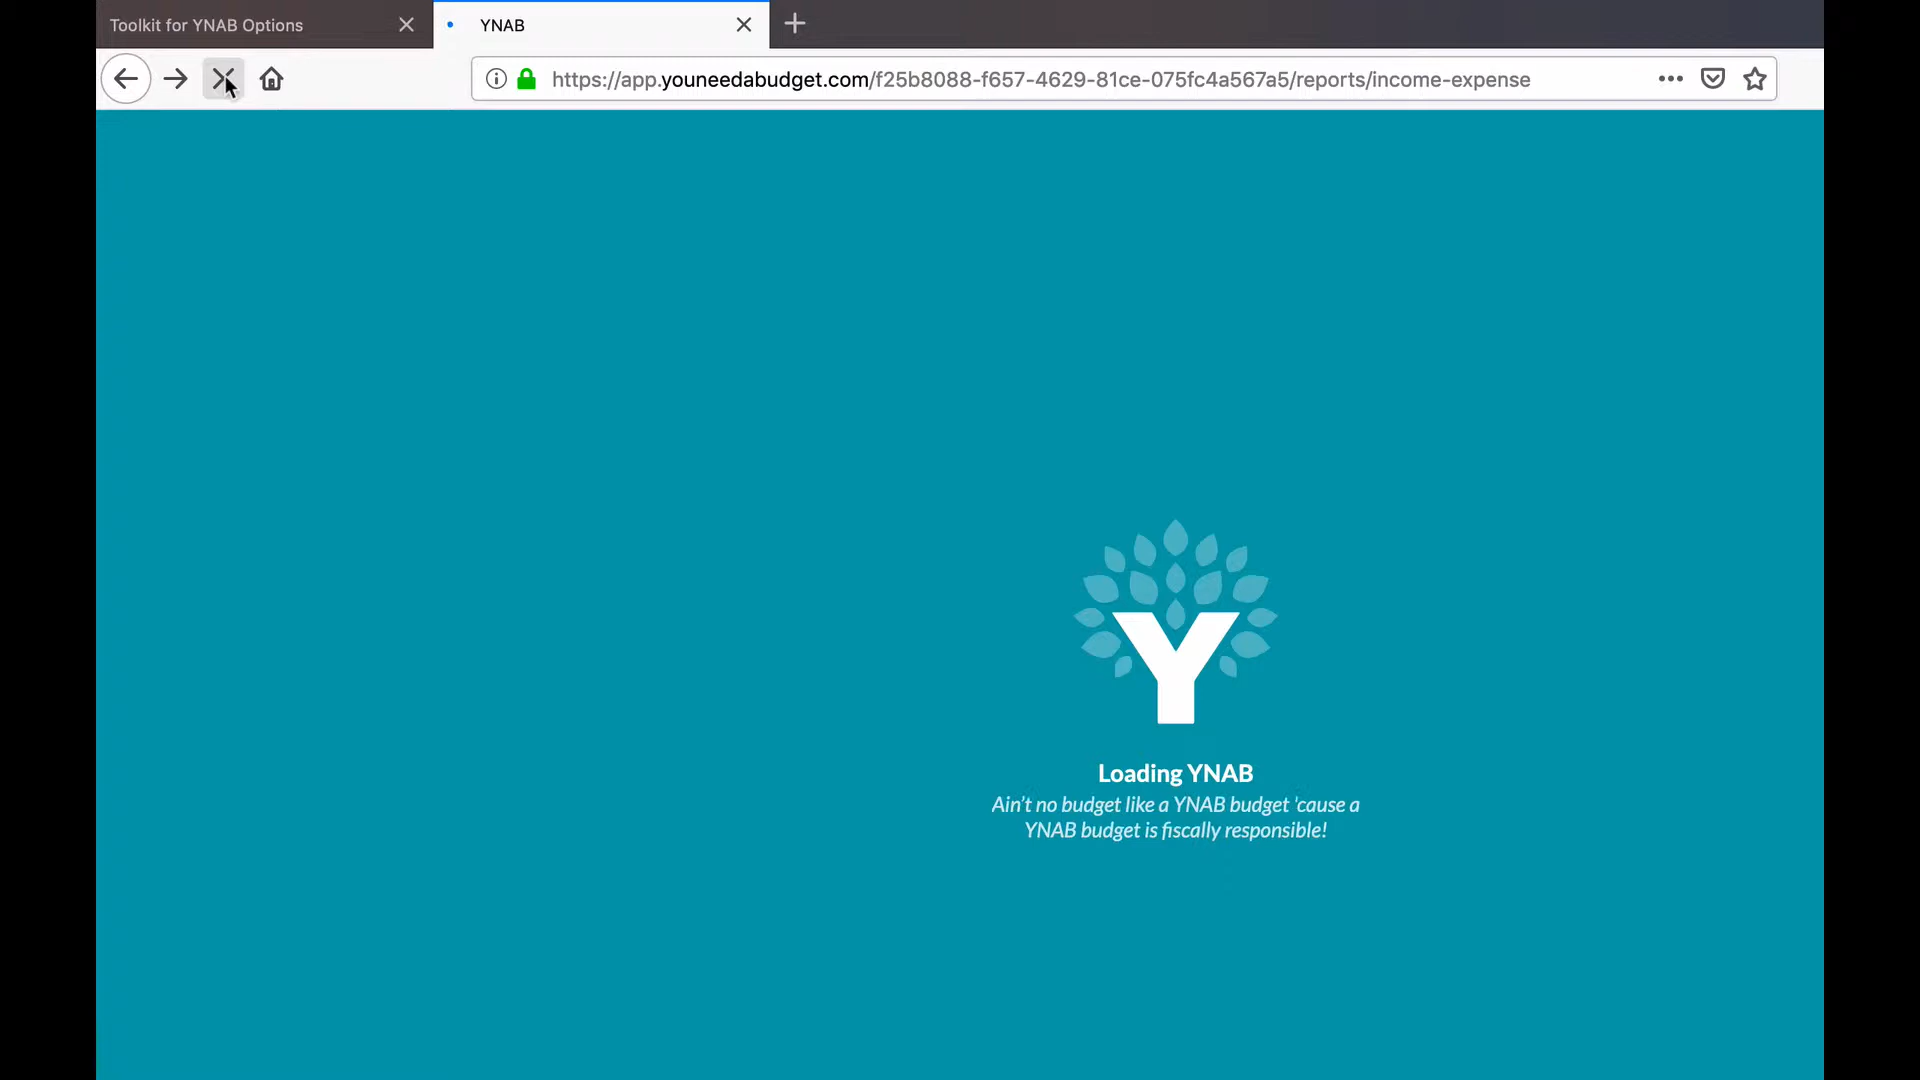 Toolkit for YNAB Options
YNAB
https://app.youneedabudget.com/f25b8088-f657-4629-81ce-075fc4a567a5/reports/income-expense
Y
Loading YNAB
Ain't no budget like a YNAB budget 'cause a
YNAB budget is fiscally responsible!